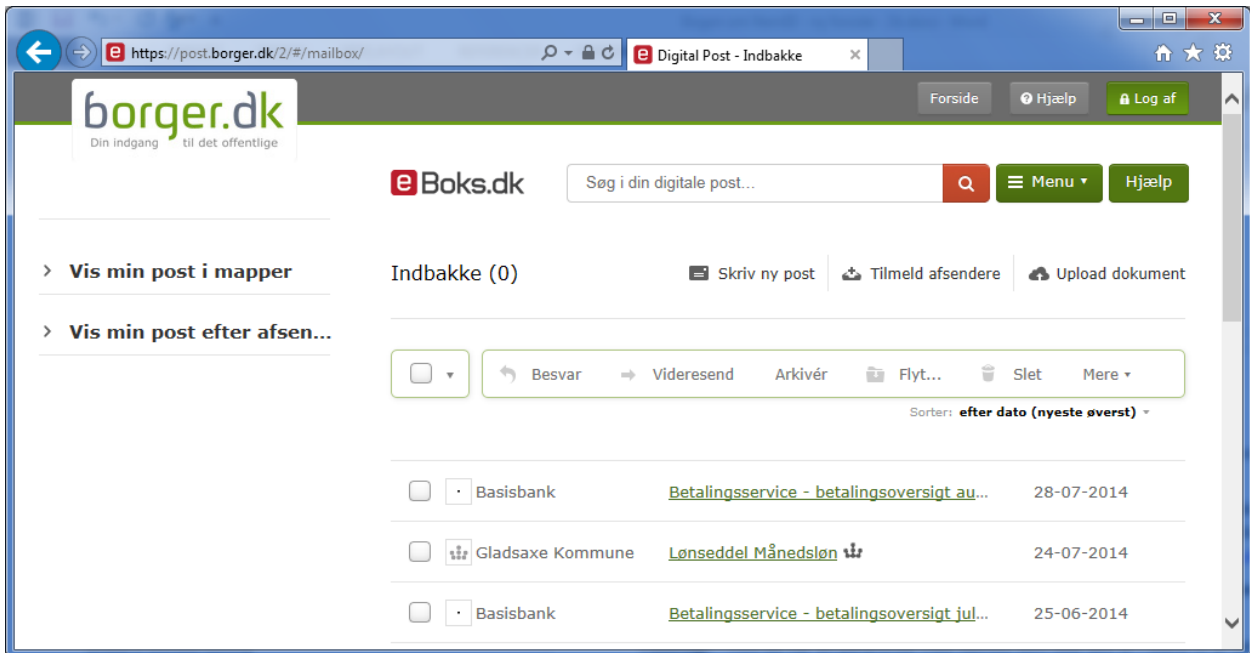 https://post.borger.dk/2/#/mailbox/
Digital Post - Indbakke
borger.dk
Din indgang til det offentlige
Forside
Hjælp
Log af
e Boks.dk
Søg i din digitale post...
Menu
Hjælp
Vis min post i mapper
Vis min post efter afsen...
Indbakke (0)
Skriv ny post
Tilmeld afsendere
Upload dokument
Besvar
Videresend
Arkivér
Flyt...
Slet
Mere
Sorter: efter dato (nyeste øverst)
Basisbank Betalingsservice - betalingsoversigt au... 28-07-2014
Gladsaxe Kommune Lønseddel Månedsløn 24-07-2014
Basisbank Betalingsservice - betalingsoversigt jul... 25-06-2014